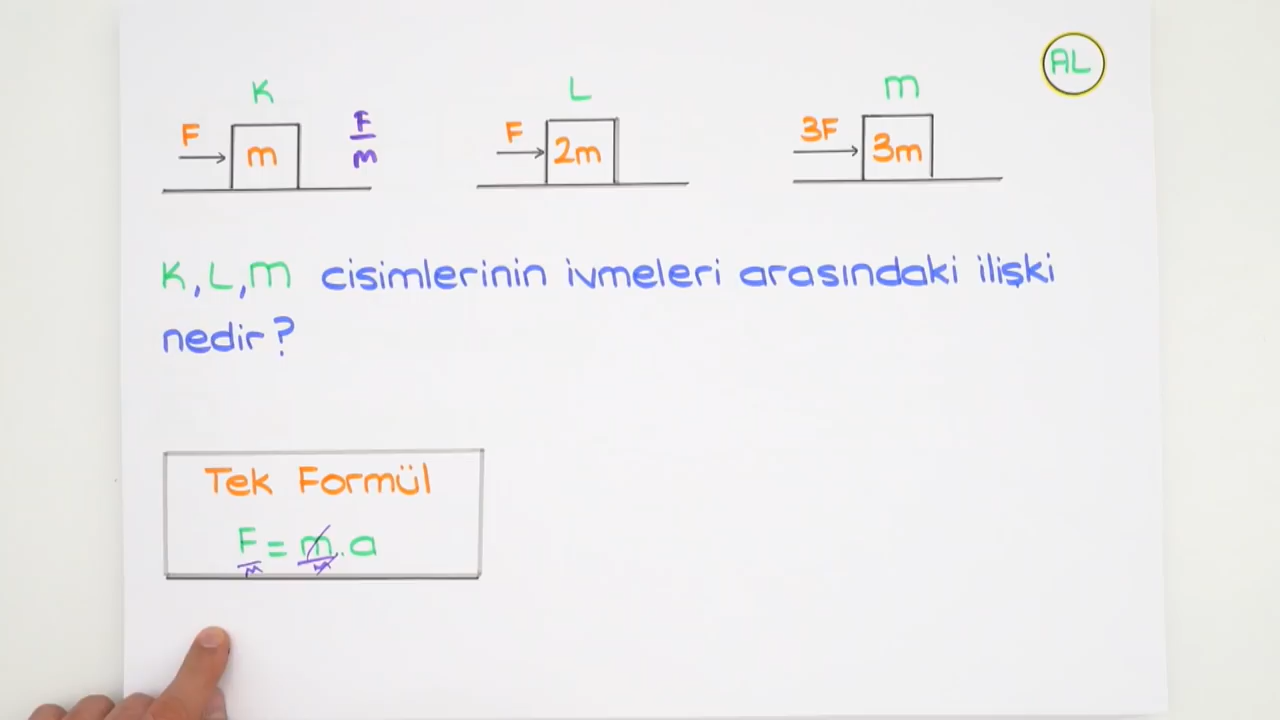 AL
K
L
m
F
m
F
m
F
2m
3F
3m
K, L, m cisimlerinin ivmeleri arasındaki ilişki
nedir?
Tek Formül
F = m . a
m m